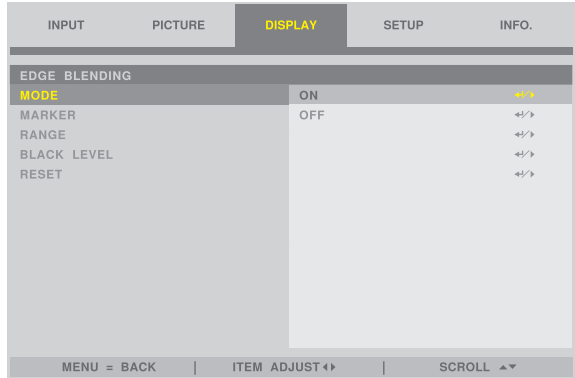 INPUT PICTURE DISPLAY SETUP INFO.
EDGE BLENDING
MODE ON
MARKER OFF
RANGE
BLACK LEVEL
RESET
MENU = BACK | ITEM ADJUST | SCROLL